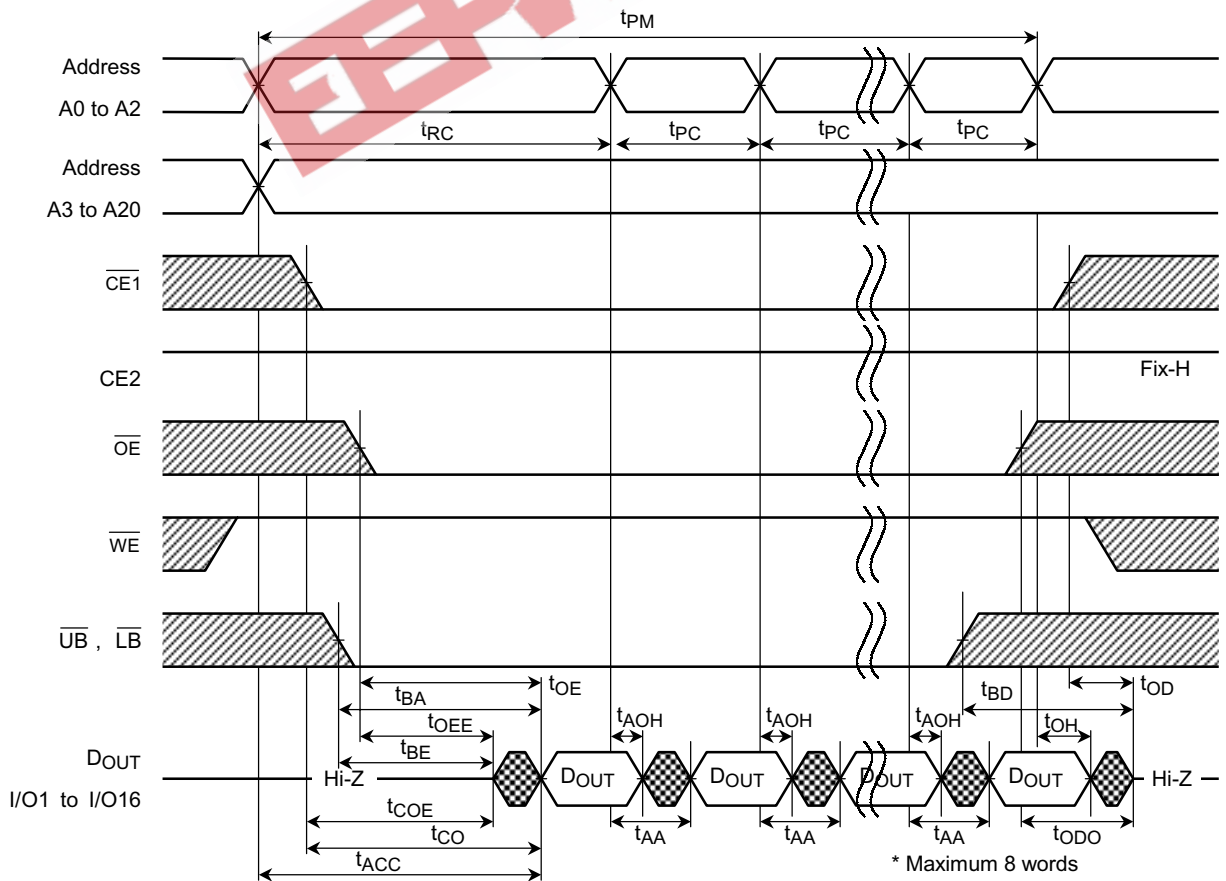 tPM
Address
A0 to A2
tRC tPC tPC tPC
Address
A3 to A20
CE1
CE2
Fix-H
OE
WE
UB , LB
tOE
tBA
tBD
tOD
tOEE
tAOH tAOH tAOH tOH
tBE
DOUT
I/O1 to I/O16
Hi-Z
DOUT DOUT DOUT DOUT
Hi-Z
tCOE
tCO
tAA tAA tAA tODO
tACC
* Maximum 8 words